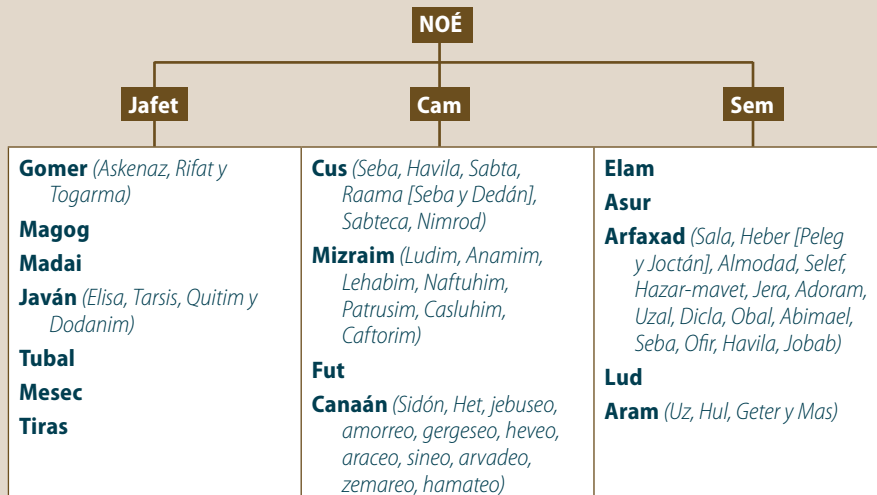 NOÉ
Jafet
Cam
Sem
Gomer (Askenaz, Rifat y
Togarma)
Magog
Madai
Javán (Elisa, Tarsis, Quitim y
Dodanim)
Tubal
Mesec
Tiras
Cus (Seba, Havila, Sabta,
Raama [Seba y Dedán],
Sabteca, Nimrod)
Mizraim (Ludim, Anamim,
Lehabim, Naftuhim,
Patrusim, Casluhim,
Caftorim)
Fut
Canaán (Sidón, Het, jebuseo,
amorreo, gergeseo, heveo,
araceo, sineo, arvadeo,
zemareo, hamateo)
Elam
Asur
Arfaxad (Sala, Heber [Peleg
y Joctán], Almodad, Selef,
Hazar-mavet, Jera, Adoram,
Uzal, Dicla, Obal, Abimael,
Seba, Ofir, Havila, Jobab)
Lud
Aram (Uz, Hul, Geter y Mas)